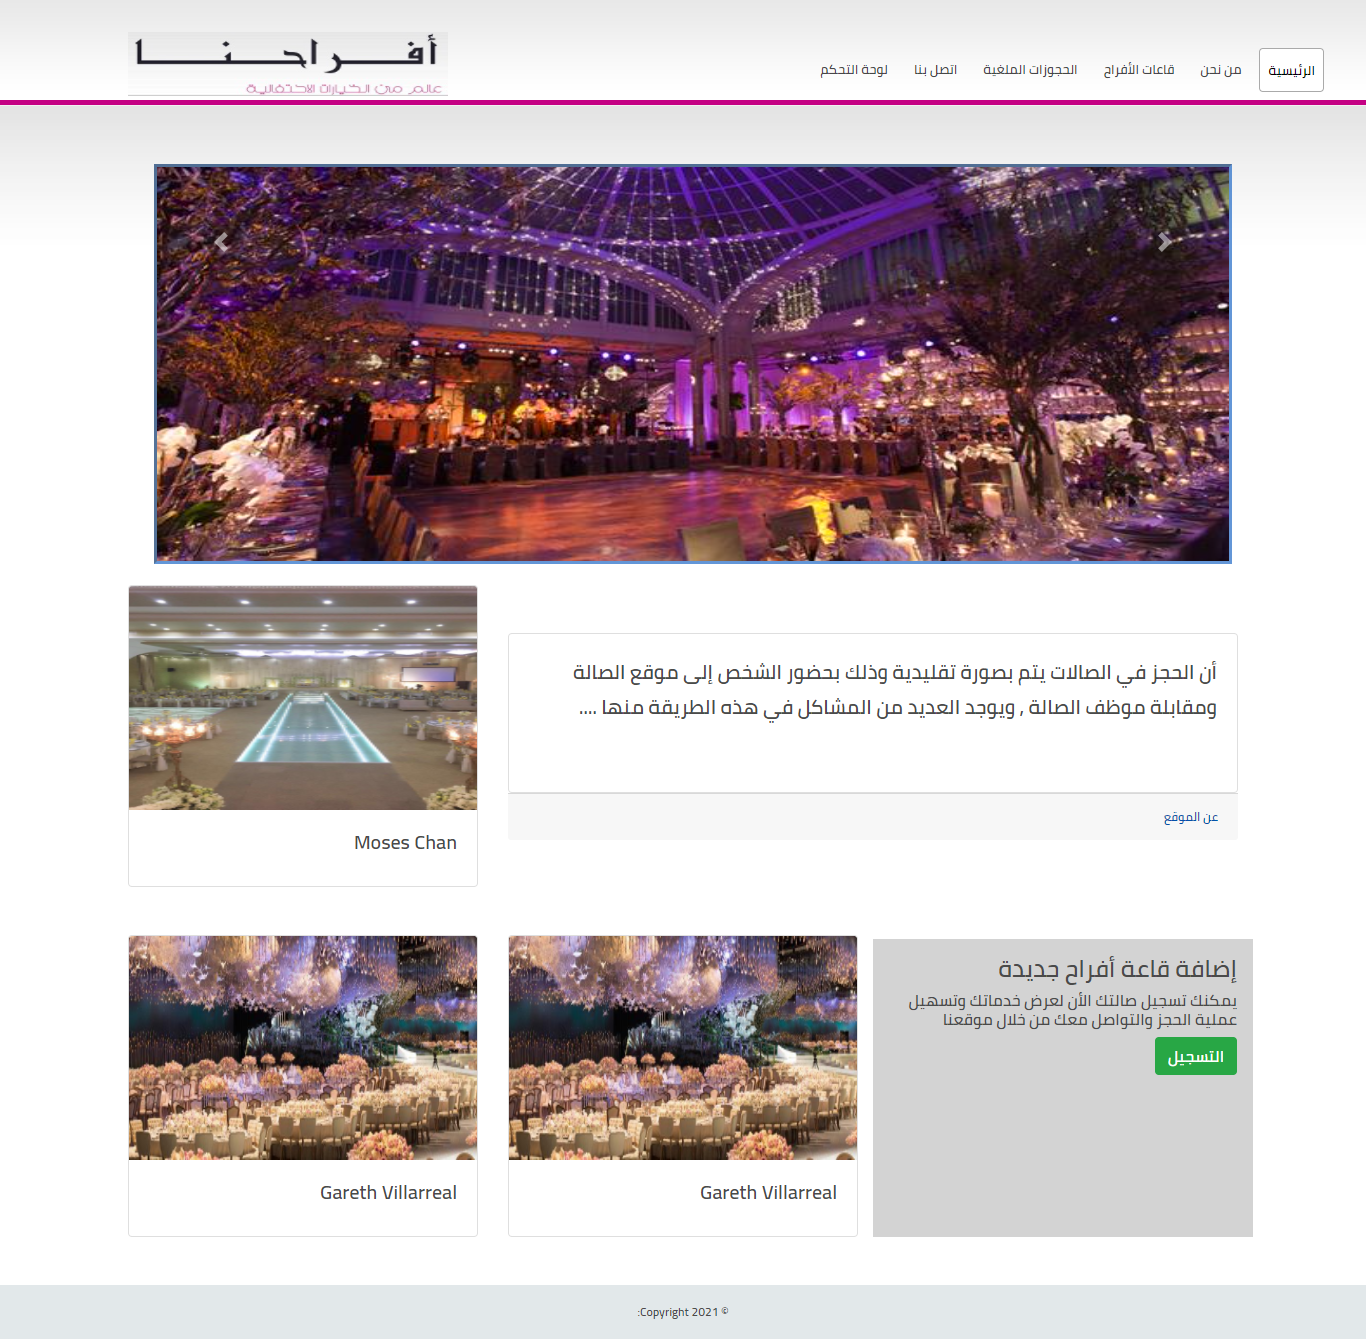 أفراحنا
عالم من الخيارات الاحتفالية
الرئيسية
من نحن
قاعات الأفراح
الحجوزات الملغية
اتصل بنا
لوحة التحكم
أن الحجز في الصالات يتم بصورة تقليدية وذلك بحضور الشخص إلى موقع الصالة
ومقابلة موظف الصالة , ويوجد العديد من المشاكل في هذه الطريقة منها ....
عن الموقع
Moses Chan
إضافة قاعة أفراح جديدة
يمكنك تسجيل صالتك الأن لعرض خدماتك وتسهيل
عملية الحجز والتواصل معك من خلال موقعنا
التسجيل
Gareth Villarreal
Gareth Villarreal
© 2021 Copyright: